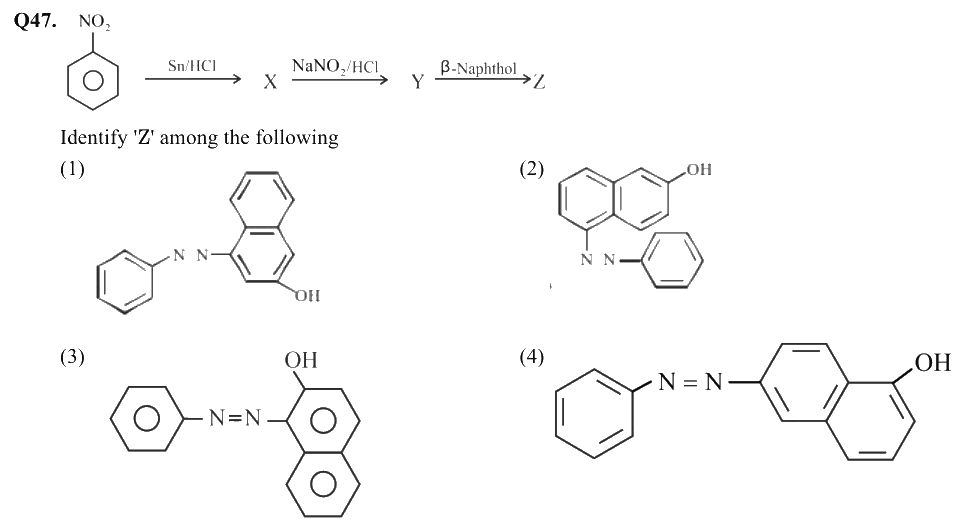 Q47. NO₂
Sn/HCl X NaNO₂/HCl Y β-Naphthol Z
Identify 'Z' among the following
(1)
N N
OH
(2)
OH
N N
(3)
OH
N=N
(4)
N = N
OH